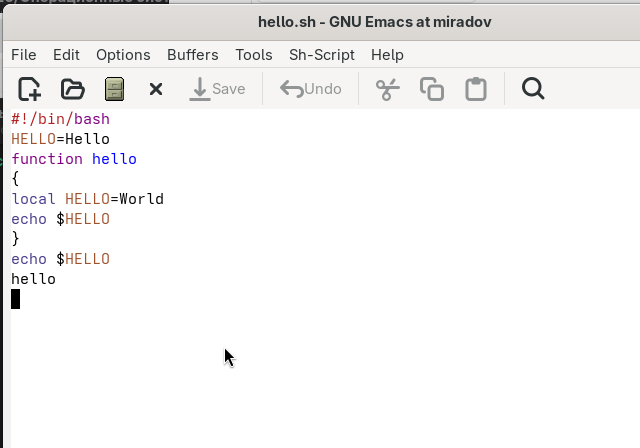 hello.sh - GNU Emacs at miradov
File Edit Options Buffers Tools Sh-Script Help
Save Undo
#!/bin/bash
HELLO=Hello
function hello
{
local HELLO=World
echo $HELLO
}
echo $HELLO
hello